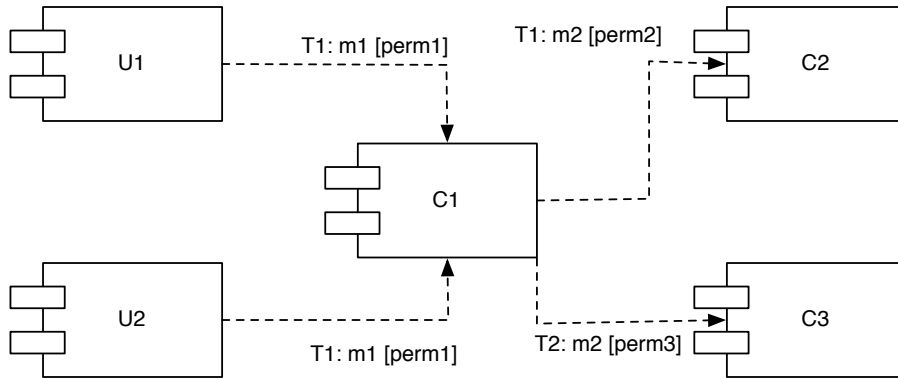 T1: m1 [perm1]
T1: m2 [perm2]
U1
C2
C1
U2
C3
T1: m1 [perm1]
T2: m2 [perm3]